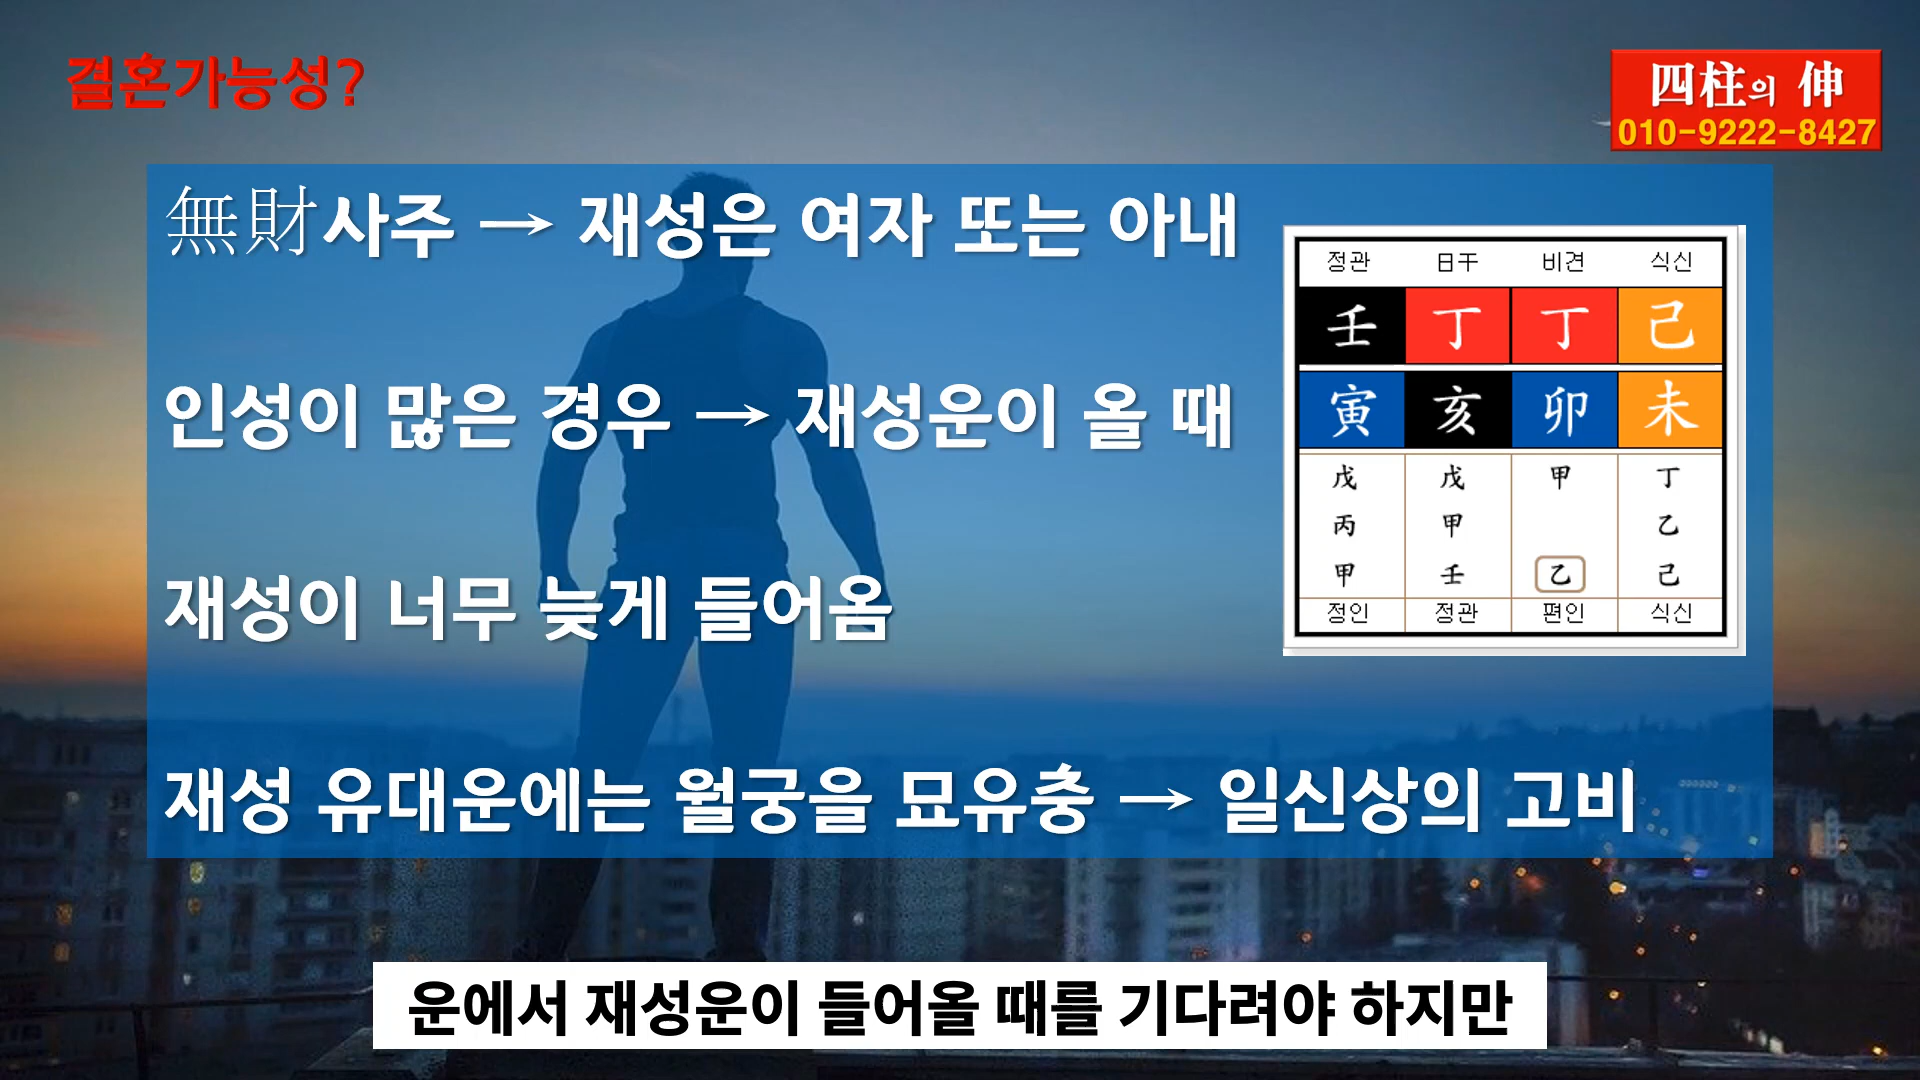 결혼가능성?
四柱의 伸
010-9222-8427
無財사주 → 재성은 여자 또는 아내
인성이 많은 경우 → 재성운이 올 때
재성이 너무 늦게 들어옴
재성 유대운에는 월궁을 묘유충 → 일신상의 고비
정관 日干 비견 식신
壬 丁 丁 己
寅 亥 卯 未
戊 戊 甲 丁
丙 甲 乙
甲 壬 乙 己
정인 정관 편인 식신
운에서 재성운이 들어올 때를 기다려야 하지만